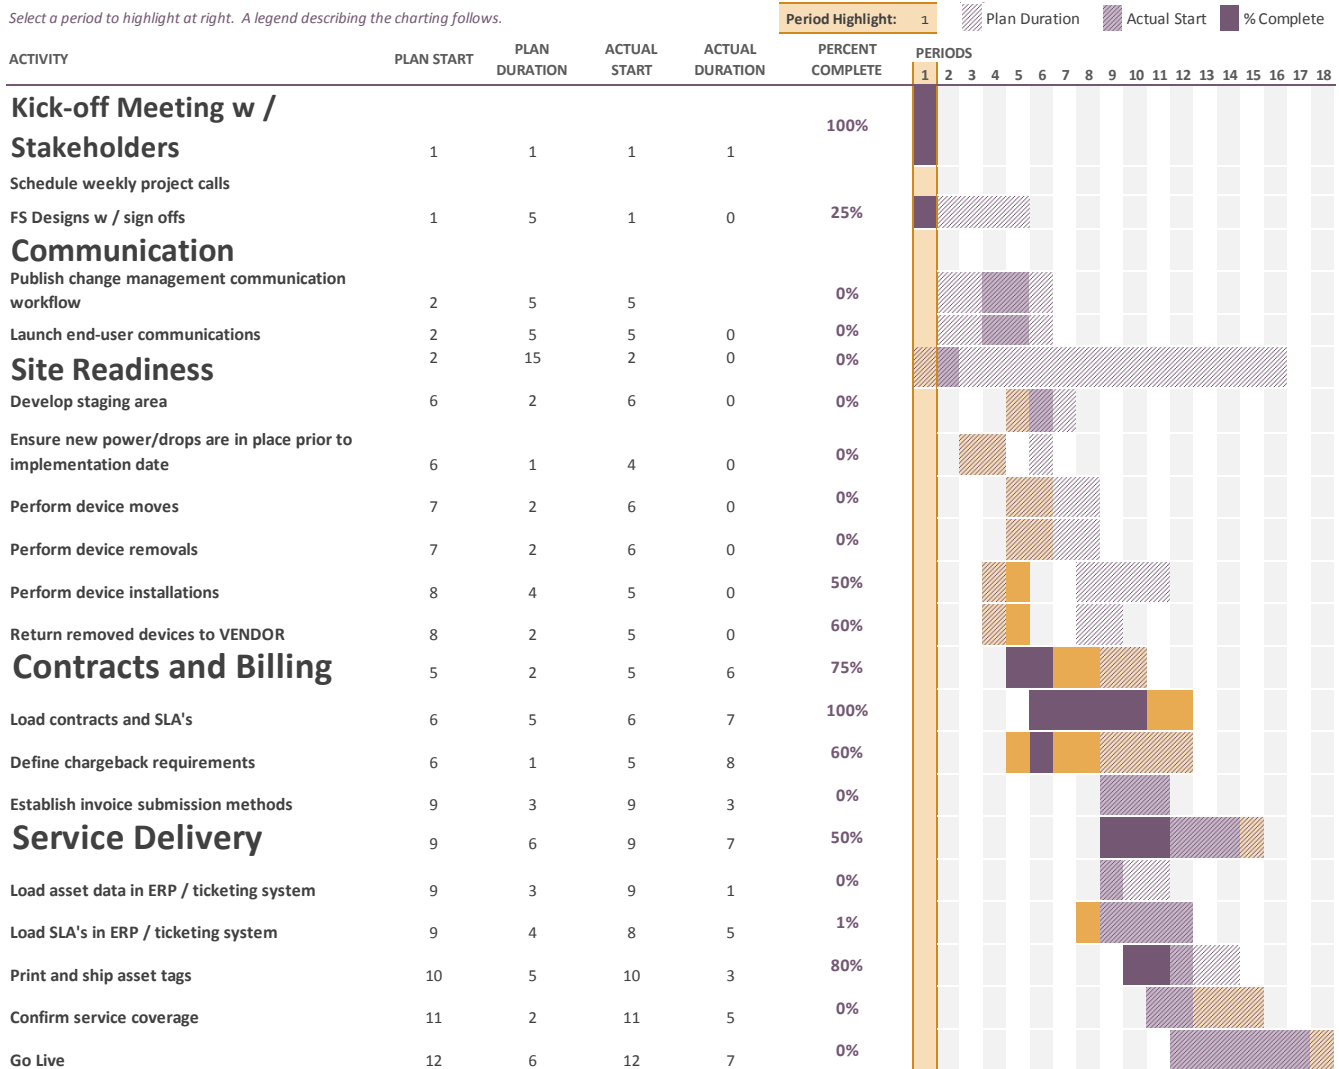 Select a period to highlight at right.  A legend describing the charting follows.
Period Highlight: 1
Plan Duration
Actual Start
% Complete
ACTIVITY PLAN START PLAN DURATION ACTUAL START ACTUAL DURATION PERCENT COMPLETE PERIODS
1 2 3 4 5 6 7 8 9 10 11 12 13 14 15 16 17 18
Kick-off Meeting w /
Stakeholders 1 1 1 1 100%
Schedule weekly project calls
FS Designs w / sign offs 1 5 1 0 25%
Communication
Publish change management communication
workflow 2 5 5 0%
Launch end-user communications 2 5 5 0 0%
Site Readiness 2 15 2 0 0%
Develop staging area 6 2 6 0 0%
Ensure new power/drops are in place prior to
implementation date 6 1 4 0 0%
Perform device moves 7 2 6 0 0%
Perform device removals 7 2 6 0 0%
Perform device installations 8 4 5 0 50%
Return removed devices to VENDOR 8 2 5 0 60%
Contracts and Billing 5 2 5 6 75%
Load contracts and SLA's 6 5 6 7 100%
Define chargeback requirements 6 1 5 8 60%
Establish invoice submission methods 9 3 9 3 0%
Service Delivery 9 6 9 7 50%
Load asset data in ERP / ticketing system 9 3 9 1 0%
Load SLA's in ERP / ticketing system 9 4 8 5 1%
Print and ship asset tags 10 5 10 3 80%
Confirm service coverage 11 2 11 5 0%
Go Live 12 6 12 7 0%